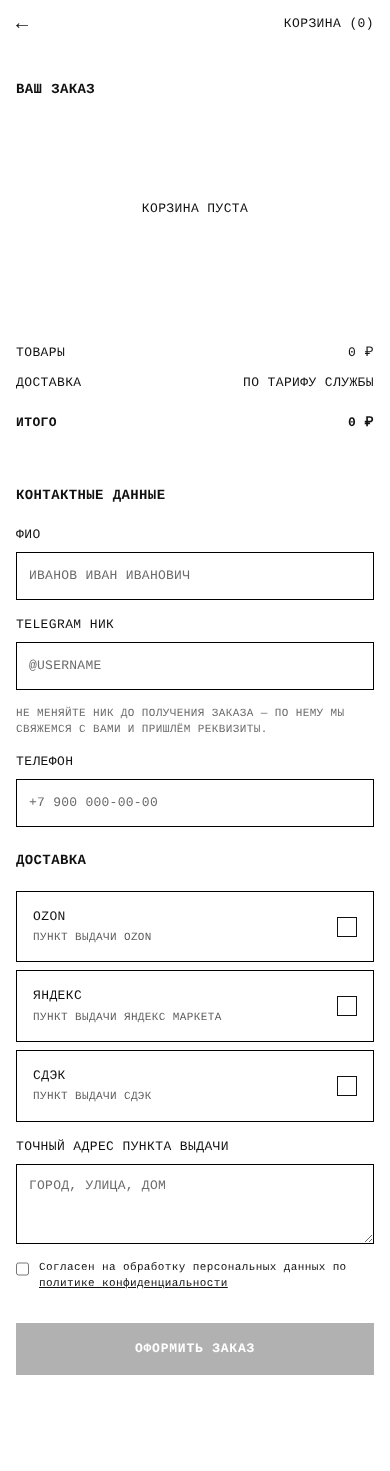 ←
КОРЗИНА (0)
ВАШ ЗАКАЗ
КОРЗИНА ПУСТА
ТОВАРЫ 0 ₽
ДОСТАВКА ПО ТАРИФУ СЛУЖБЫ
ИТОГО 0 ₽
КОНТАКТНЫЕ ДАННЫЕ
ФИО
ИВАНОВ ИВАН ИВАНОВИЧ
TELEGRAM НИК
@USERNAME
НЕ МЕНЯЙТЕ НИК ДО ПОЛУЧЕНИЯ ЗАКАЗА — ПО НЕМУ МЫ
СВЯЖЕМСЯ С ВАМИ И ПРИШЛЁМ РЕКВИЗИТЫ.
ТЕЛЕФОН
+7 900 000-00-00
ДОСТАВКА
OZON
ПУНКТ ВЫДАЧИ OZON
ЯНДЕКС
ПУНКТ ВЫДАЧИ ЯНДЕКС МАРКЕТА
СДЭК
ПУНКТ ВЫДАЧИ СДЭК
ТОЧНЫЙ АДРЕС ПУНКТА ВЫДАЧИ
ГОРОД, УЛИЦА, ДОМ
Согласен на обработку персональных данных по
политике конфиденциальности
ОФОРМИТЬ ЗАКАЗ